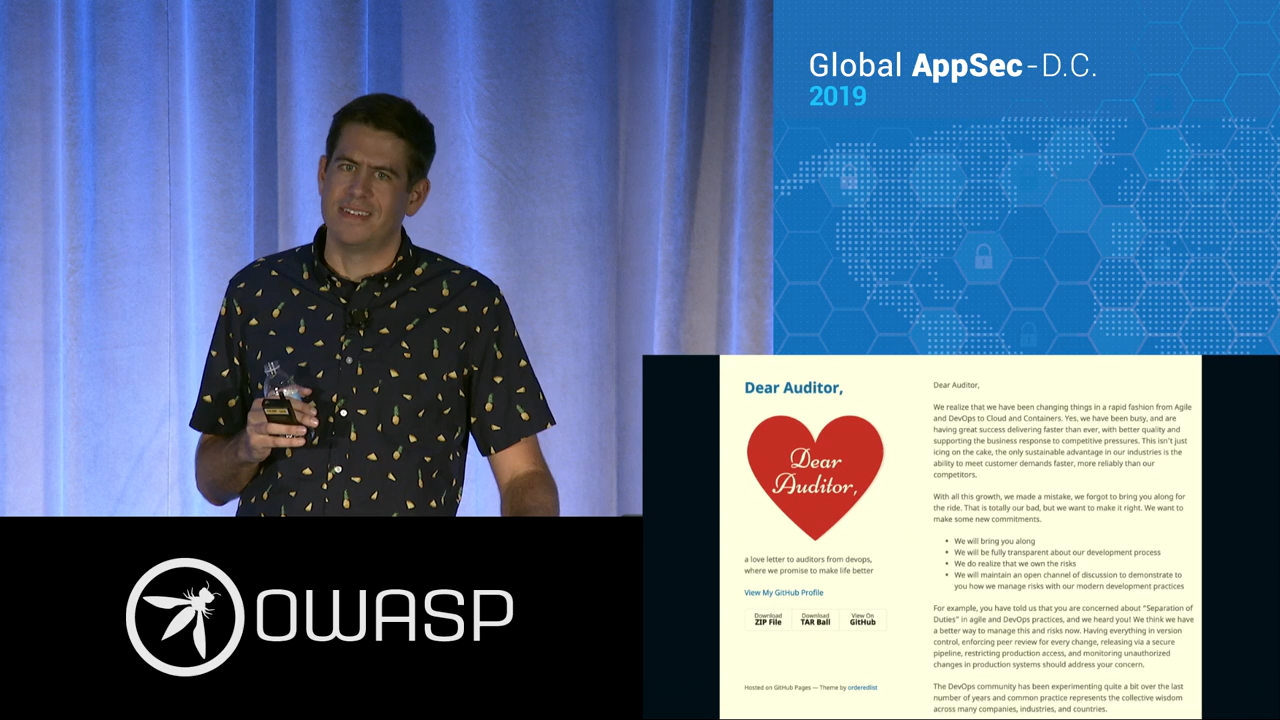 Global AppSec - D.C.
2019
Dear Auditor,
Dear
Auditor,
a love letter to auditors from devops,
where we promise to make life better
View My GitHub Profile
Download
ZIP File
Download
TAR Ball
View On
GitHub
Hosted on GitHub Pages — Theme by orderedlist
Dear Auditor,
We realize that we have been changing things in a rapid fashion from Agile
and DevOps to Cloud and Containers. Yes, we have been busy, and are
having great success delivering faster than ever, with better quality and
supporting the business response to competitive pressures. This isn't just
icing on the cake, the only sustainable advantage in our industries is the
ability to meet customer demands faster, more reliably than our
competitors.
With all this growth, we made a mistake, we forgot to bring you along for
the ride. That is totally our bad, but we want to make it right. We want to
make some new commitments.
• We will bring you along
• We will be fully transparent about our development process
• We do realize that we own the risks
• We will maintain an open channel of discussion to demonstrate to
you how we manage risks with our modern development practices
For example, you have told us that you are concerned about "Separation of
Duties" in agile and DevOps practices, and we heard you! We think we have
a better way to manage this and risks now. Having everything in version
control, enforcing peer review for every change, releasing via a secure
pipeline, restricting production access, and monitoring unauthorized
changes in production systems should address your concern.
The DevOps community has been experimenting quite a bit over the last
number of years and common practice represents the collective wisdom
across many companies, industries, and countries.
OWASP